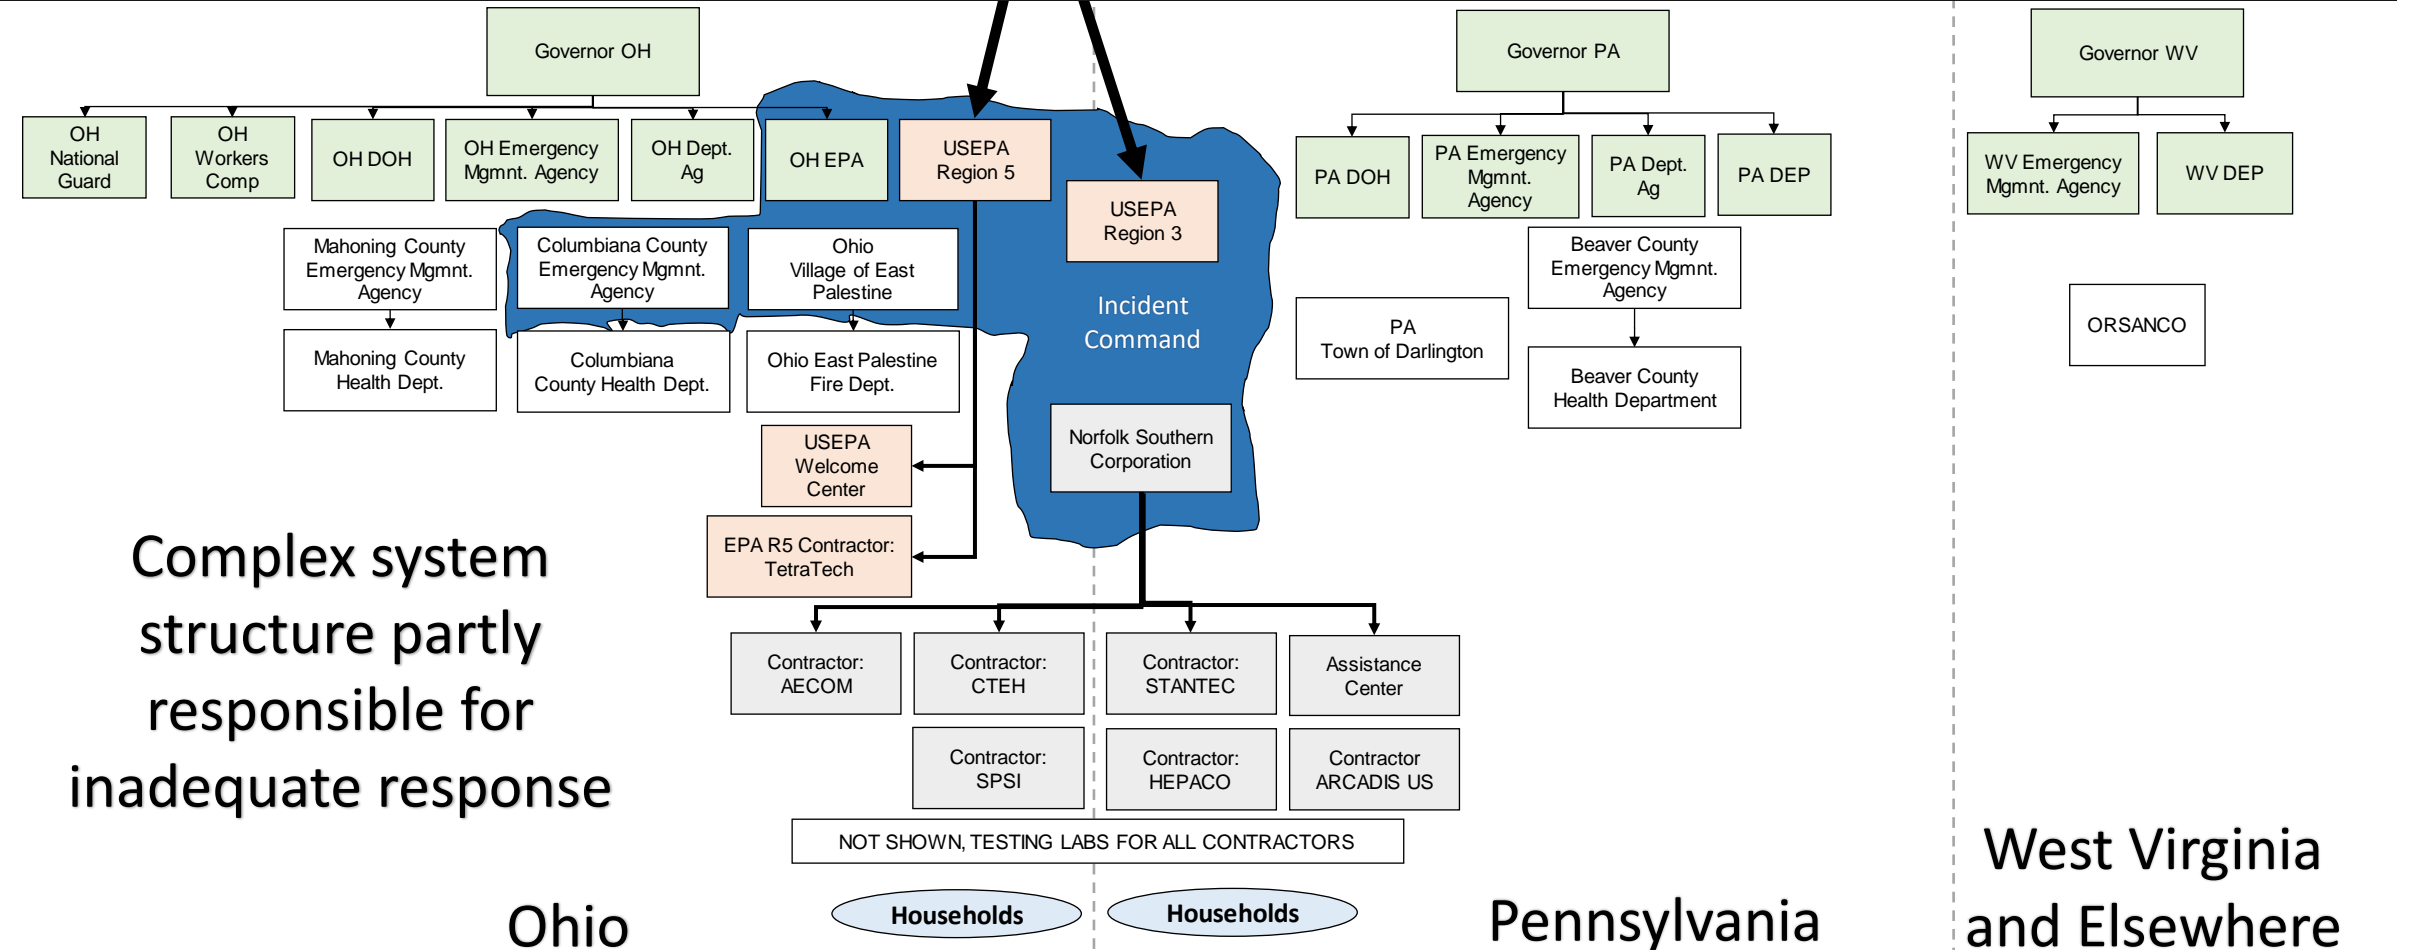 Governor OH
Governor PA
Governor WV
OH
National
Guard
OH
Workers
Comp
OH DOH
OH Emergency
Mgmnt. Agency
OH Dept.
Ag
OH EPA
USEPA
Region 5
USEPA
Region 3
PA DOH
PA Emergency
Mgmnt.
Agency
PA Dept.
Ag
PA DEP
WV Emergency
Mgmnt. Agency
WV DEP
Mahoning County
Emergency Mgmnt.
Agency
Columbiana County
Emergency Mgmnt.
Agency
Ohio
Village of East
Palestine
Incident
Command
Beaver County
Emergency Mgmnt.
Agency
PA
Town of Darlington
ORSANCO
Mahoning County
Health Dept.
Columbiana
County Health Dept.
Ohio East Palestine
Fire Dept.
Beaver County
Health Department
USEPA
Welcome
Center
Norfolk Southern
Corporation
EPA R5 Contractor:
TetraTech
Complex system
structure partly
responsible for
inadequate response
Contractor:
AECOM
Contractor:
CTEH
Contractor:
STANTEC
Assistance
Center
Contractor:
SPSI
Contractor:
HEPACO
Contractor
ARCADIS US
NOT SHOWN, TESTING LABS FOR ALL CONTRACTORS
Households
Households
Ohio
Pennsylvania
West Virginia
and Elsewhere